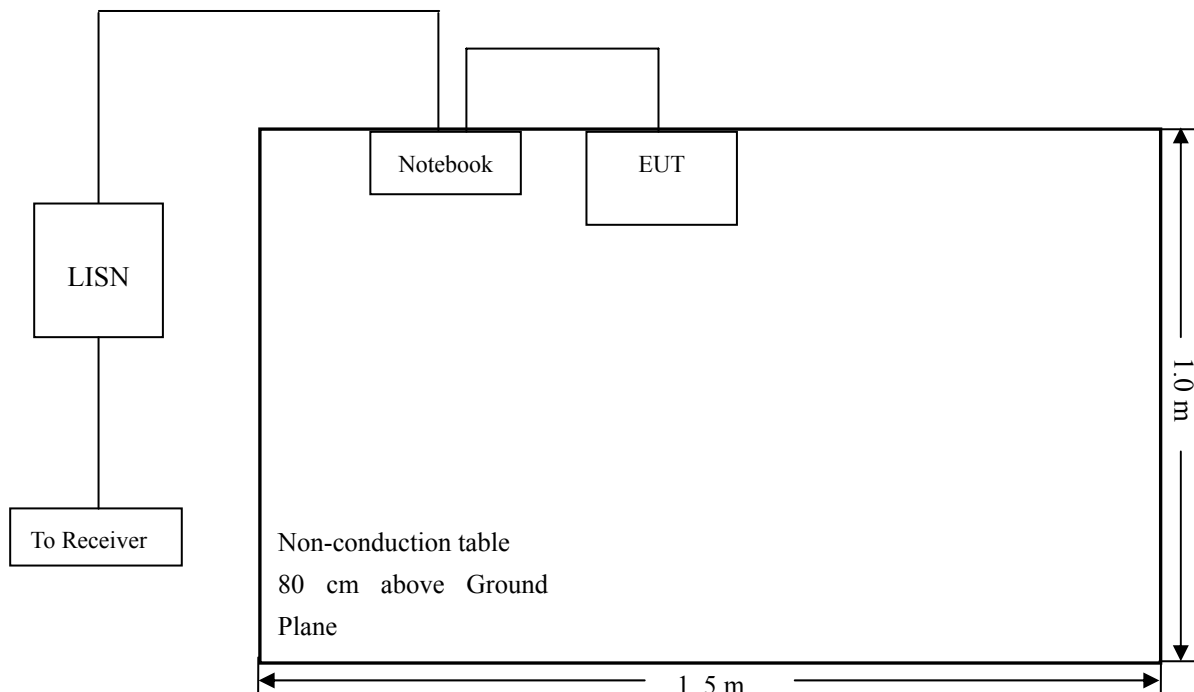 Notebook
EUT
LISN
1.0 m
To Receiver
Non-conduction table
80 cm above Ground
Plane
1. 5 m